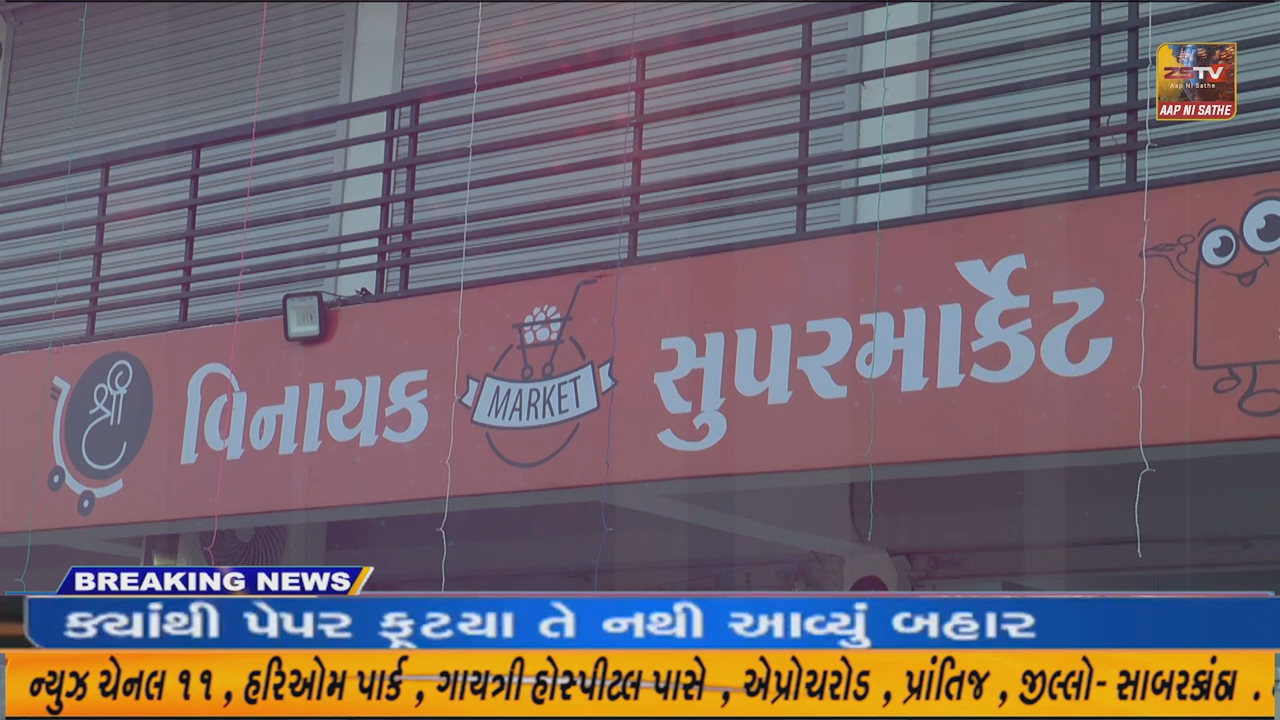 25TV
Aap Ni Sathe
AAP NI SATHE
શ્રી
વિનાયક MARKET સુપરમાર્કેટ
BREAKING NEWS
ક્યાંથી પેપર ફૂટયા તે નથી આવ્યું બહાર
ન્યુઝ ચેનલ ૧૧ , હરિઓમ પાર્ક , ગાયત્રી હોસ્પીટલ પાસે , એપ્રોચરોડ , પ્રાંતિજ , જીલ્લો- સાબરકાંઠા .